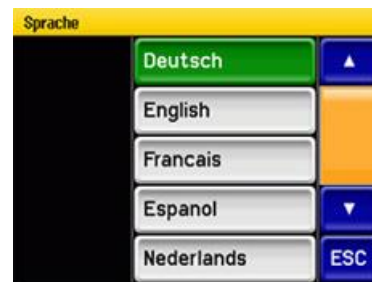 Sprache
Deutsch
▲
English
Francais
Espanol
▼
Nederlands
ESC